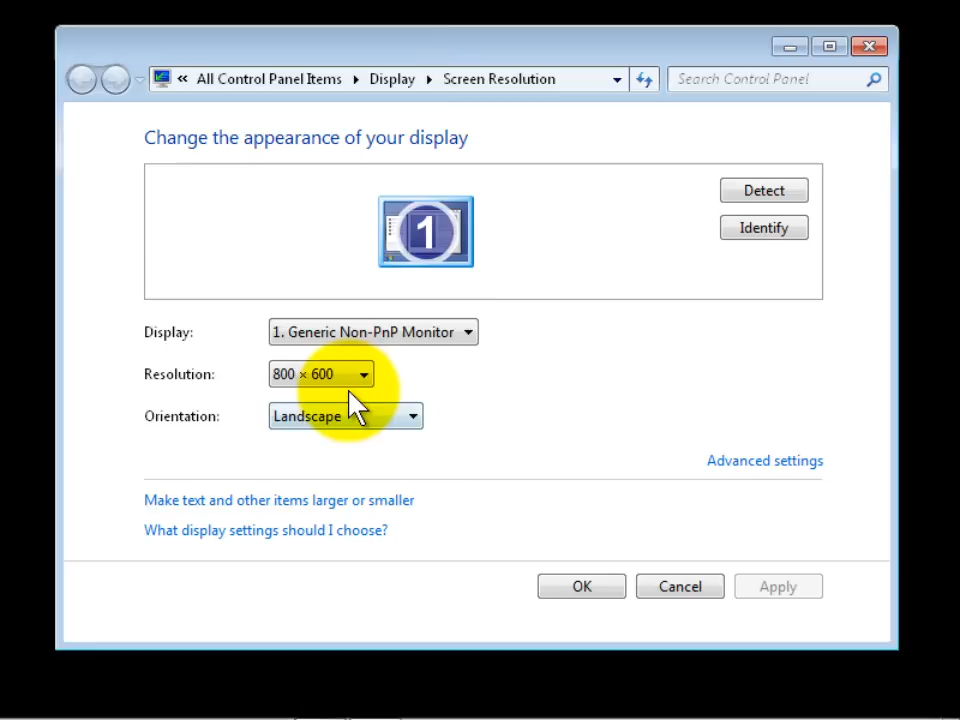 « All Control Panel Items ▸ Display ▸ Screen Resolution
Search Control Panel
Change the appearance of your display
1
Detect
Identify
Display: 1. Generic Non-PnP Monitor
Resolution: 800 × 600
Orientation: Landscape
Advanced settings
Make text and other items larger or smaller
What display settings should I choose?
OK Cancel Apply